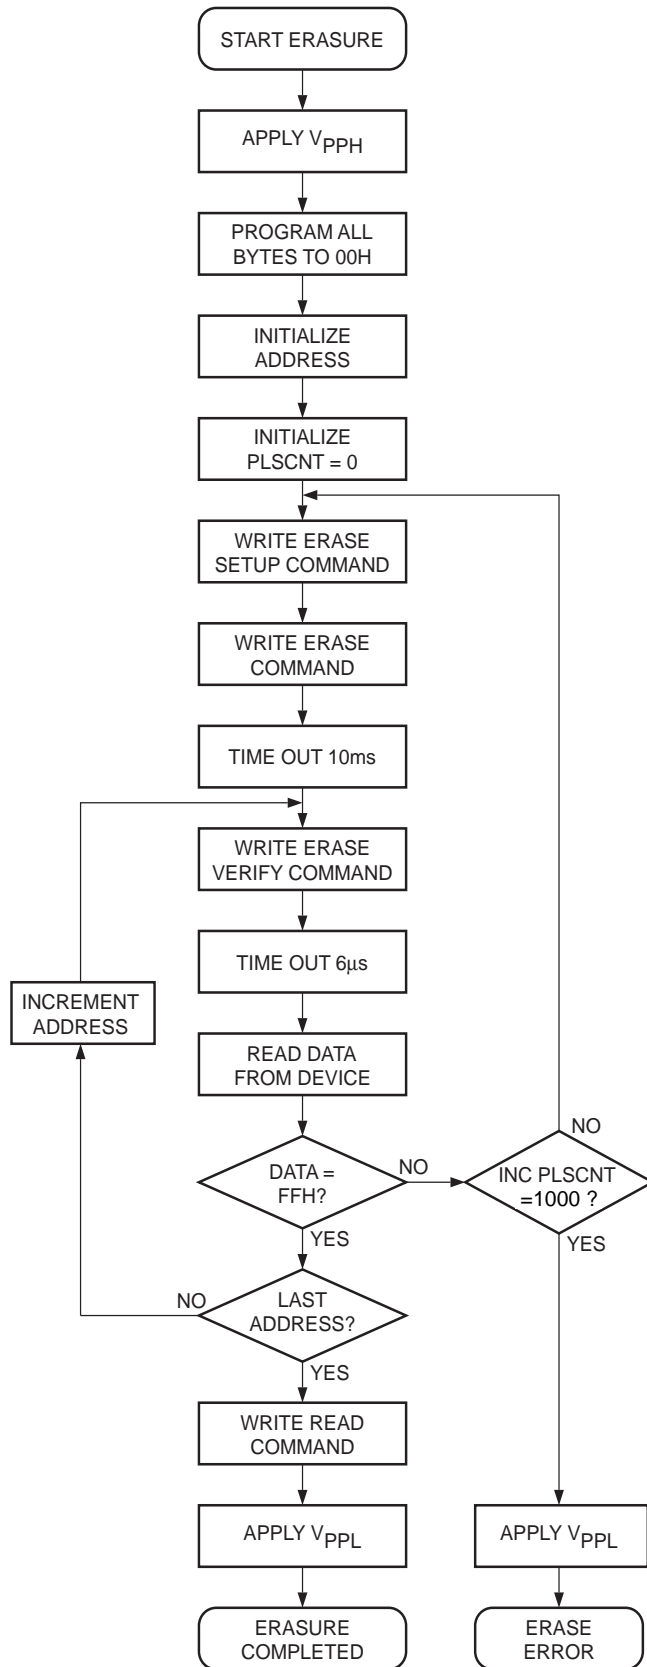 START ERASURE
APPLY VPPH
PROGRAM ALL
BYTES TO 00H
INITIALIZE
ADDRESS
INITIALIZE
PLSCNT = 0
WRITE ERASE
SETUP COMMAND
WRITE ERASE
COMMAND
TIME OUT 10ms
WRITE ERASE
VERIFY COMMAND
TIME OUT 6µs
INCREMENT
ADDRESS
READ DATA
FROM DEVICE
DATA =
FFH?
NO
YES
INC PLSCNT
=1000 ?
NO
YES
LAST
ADDRESS?
NO
YES
WRITE READ
COMMAND
APPLY VPPL
APPLY VPPL
ERASURE
COMPLETED
ERASE
ERROR